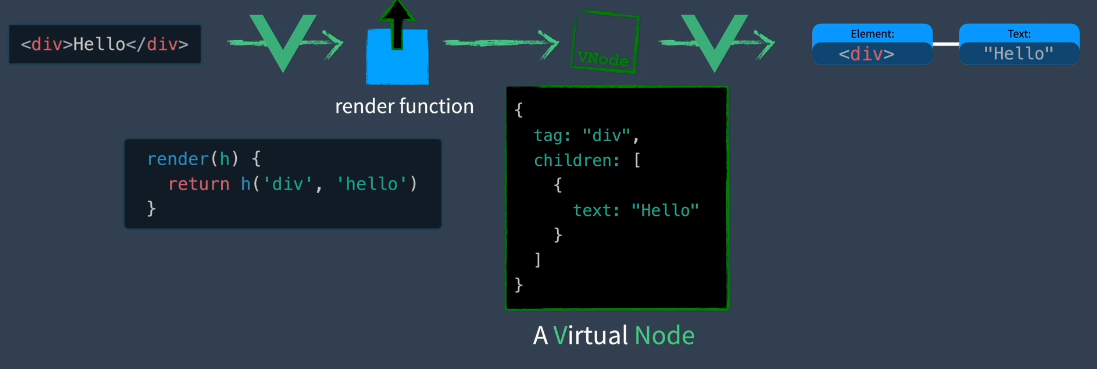 <div>Hello</div>
render function
render(h) {
  return h('div', 'hello')
}
VNode
{
  tag: "div",
  children: [
    {
      text: "Hello"
    }
  ]
}
A Virtual Node
Element:
<div>
Text:
"Hello"